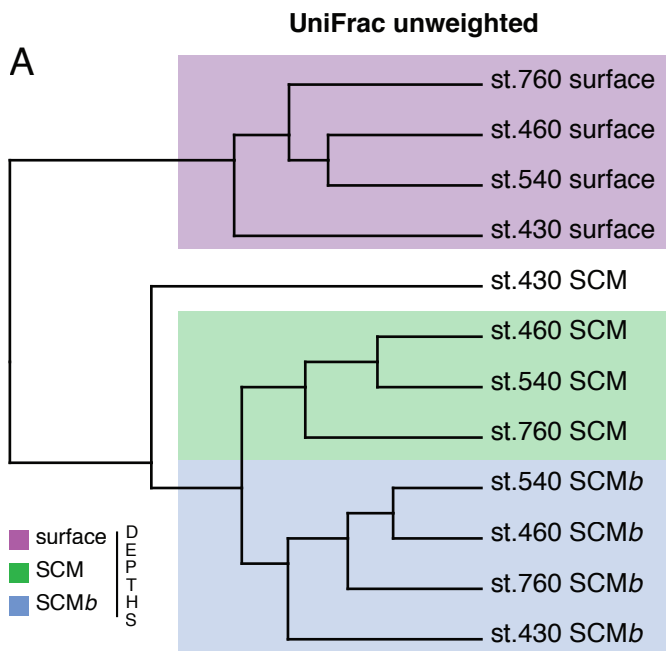 UniFrac unweighted
A
st.760 surface
st.460 surface
st.540 surface
st.430 surface
st.430 SCM
st.460 SCM
st.540 SCM
st.760 SCM
st.540 SCMb
st.460 SCMb
st.760 SCMb
st.430 SCMb
surface
SCM
SCMb
DEPTHS